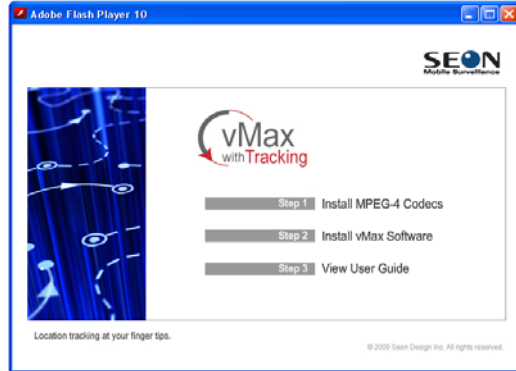 Adobe Flash Player 10
SEON
Mobile Surveillance
vMax
with Tracking
Step 1 Install MPEG-4 Codecs
Step 2 Install vMax Software
Step 3 View User Guide
Location tracking at your finger tips.
© 2009 Seon Design Inc. All rights reserved.